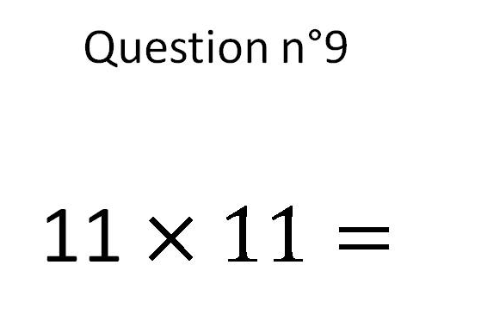 Question n°9
11 × 11 =